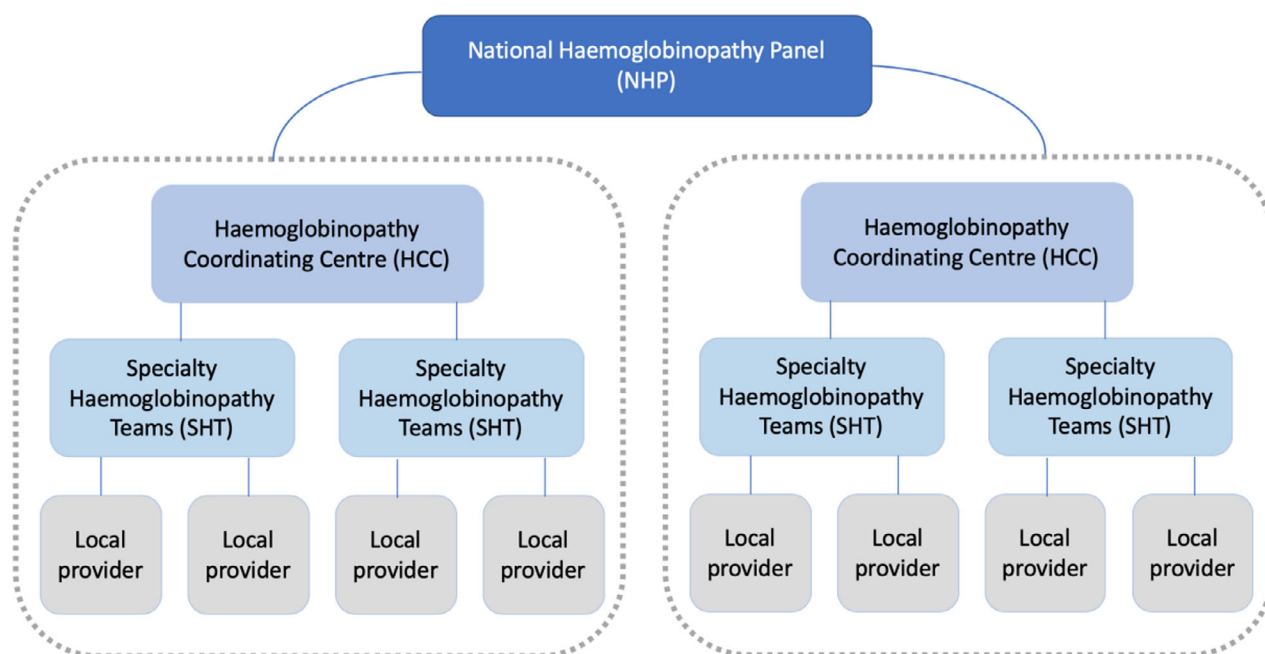 National Haemoglobinopathy Panel
(NHP)
Haemoglobinopathy
Coordinating Centre (HCC)
Haemoglobinopathy
Coordinating Centre (HCC)
Specialty
Haemoglobinopathy
Teams (SHT)
Specialty
Haemoglobinopathy
Teams (SHT)
Specialty
Haemoglobinopathy
Teams (SHT)
Specialty
Haemoglobinopathy
Teams (SHT)
Local
provider
Local
provider
Local
provider
Local
provider
Local
provider
Local
provider
Local
provider
Local
provider